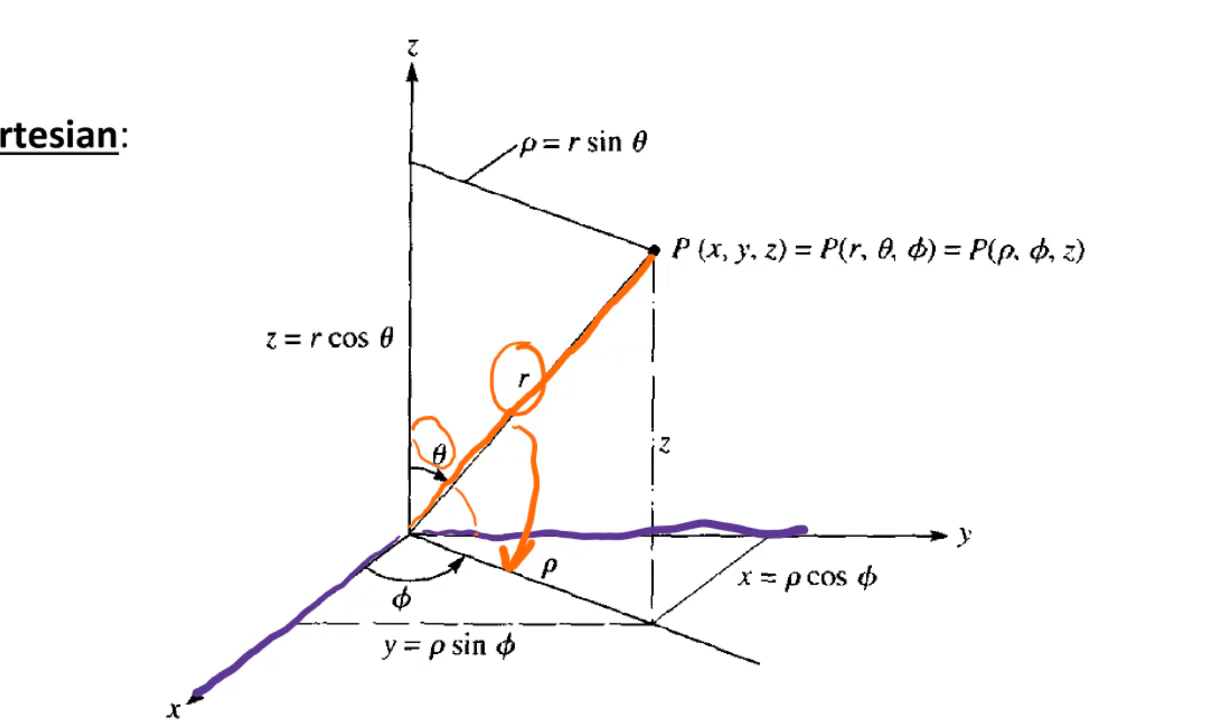 z
rtesian:
ρ = r sin θ
P (x, y, z) = P(r, θ, ϕ) = P(ρ, ϕ, z)
z = r cos θ
r
θ
z
y
ρ
x = ρ cos ϕ
ϕ
y = ρ sin ϕ
x